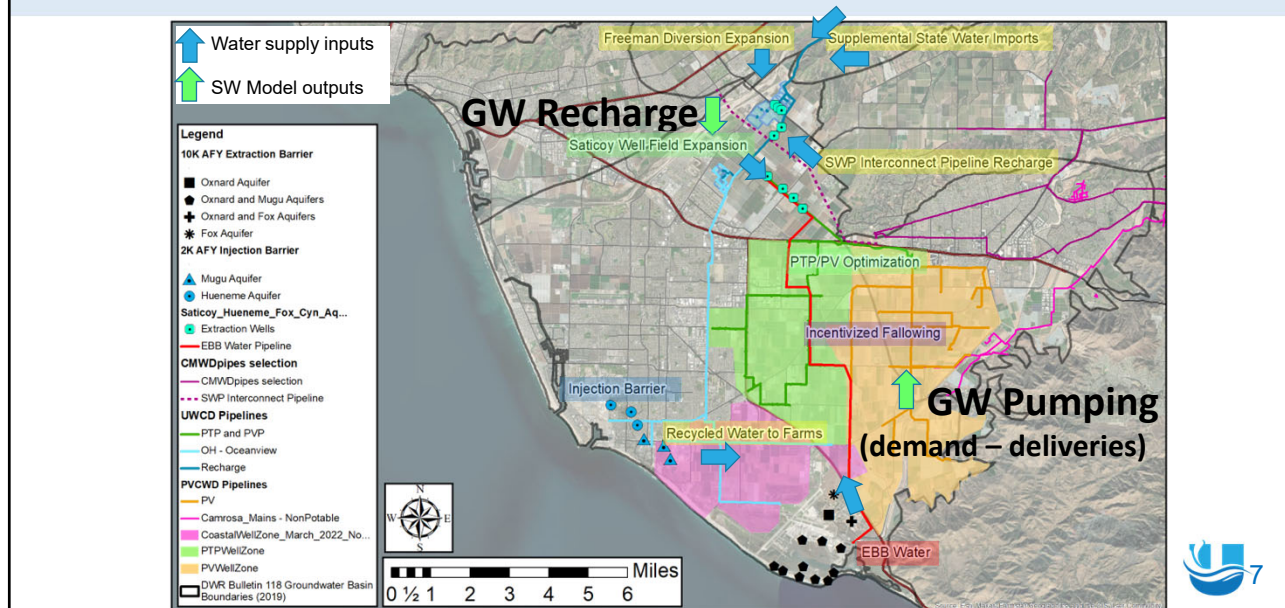 Water supply inputs
SW Model outputs
Freeman Diversion Expansion
Supplemental State Water Imports
GW Recharge
Saticoy Well Field Expansion
SWP Interconnect Pipeline Recharge
PTP/PV Optimization
Incentivized Fallowing
GW Pumping
(demand – deliveries)
Injection Barrier
Recycled Water to Farms
EBB Water
Legend
10K AFY Extraction Barrier
Oxnard Aquifer
Oxnard and Mugu Aquifers
Oxnard and Fox Aquifers
Fox Aquifer
2K AFY Injection Barrier
Mugu Aquifer
Hueneme Aquifer
Saticoy_Hueneme_Fox_Cyn_Aq...
Extraction Wells
EBB Water Pipeline
CMWDpipes selection
CMWDpipes selection
SWP Interconnect Pipeline
UWCD Pipelines
PTP and PVP
OH - Oceanview
Recharge
PVCWD Pipelines
PV
Camrosa_Mains - NonPotable
CoastalWellZone_March_2022_No...
PTPWellZone
PVWellZone
DWR Bulletin 118 Groundwater Basin
Boundaries (2019)
N
W E
S
Miles
0 ½ 1 2 3 4 5 6
7